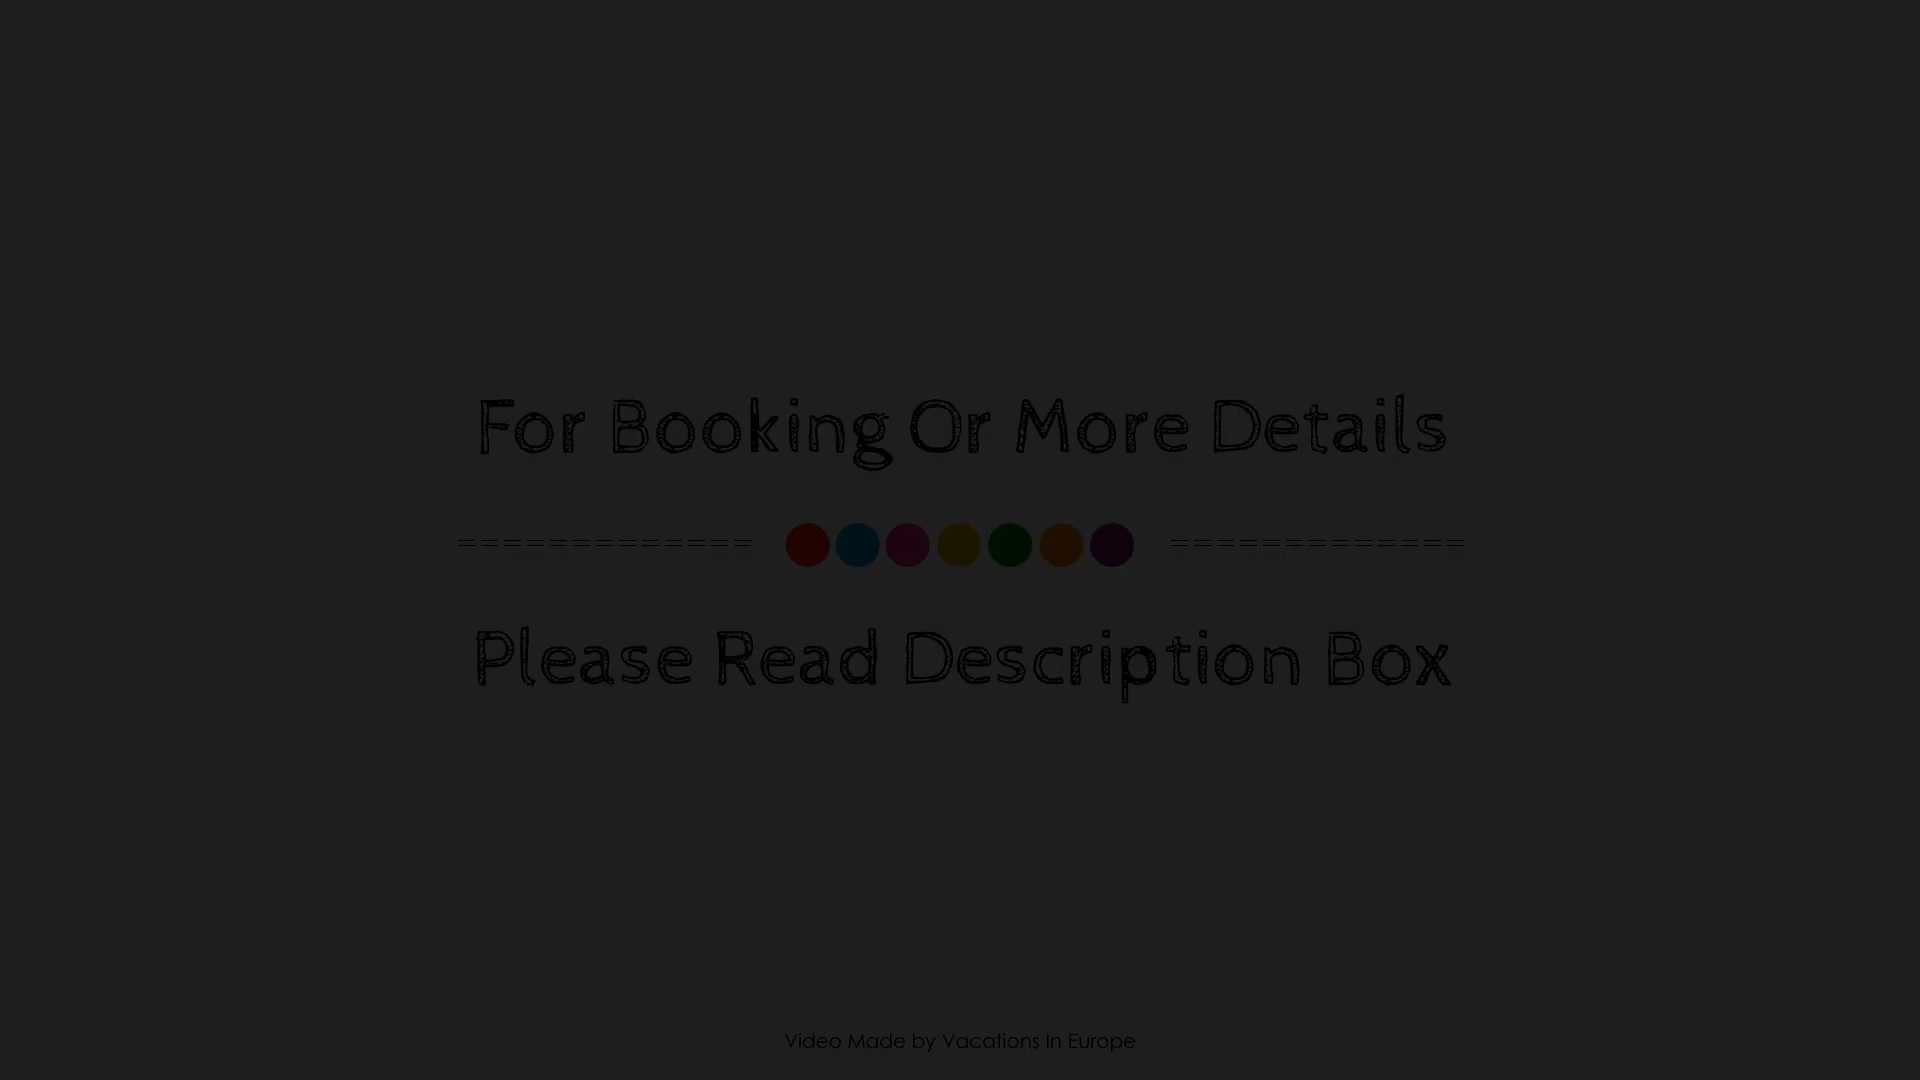 For Booking Or More Details
============= =============
Please Read Description Box
Video Made by Vacations In Europe